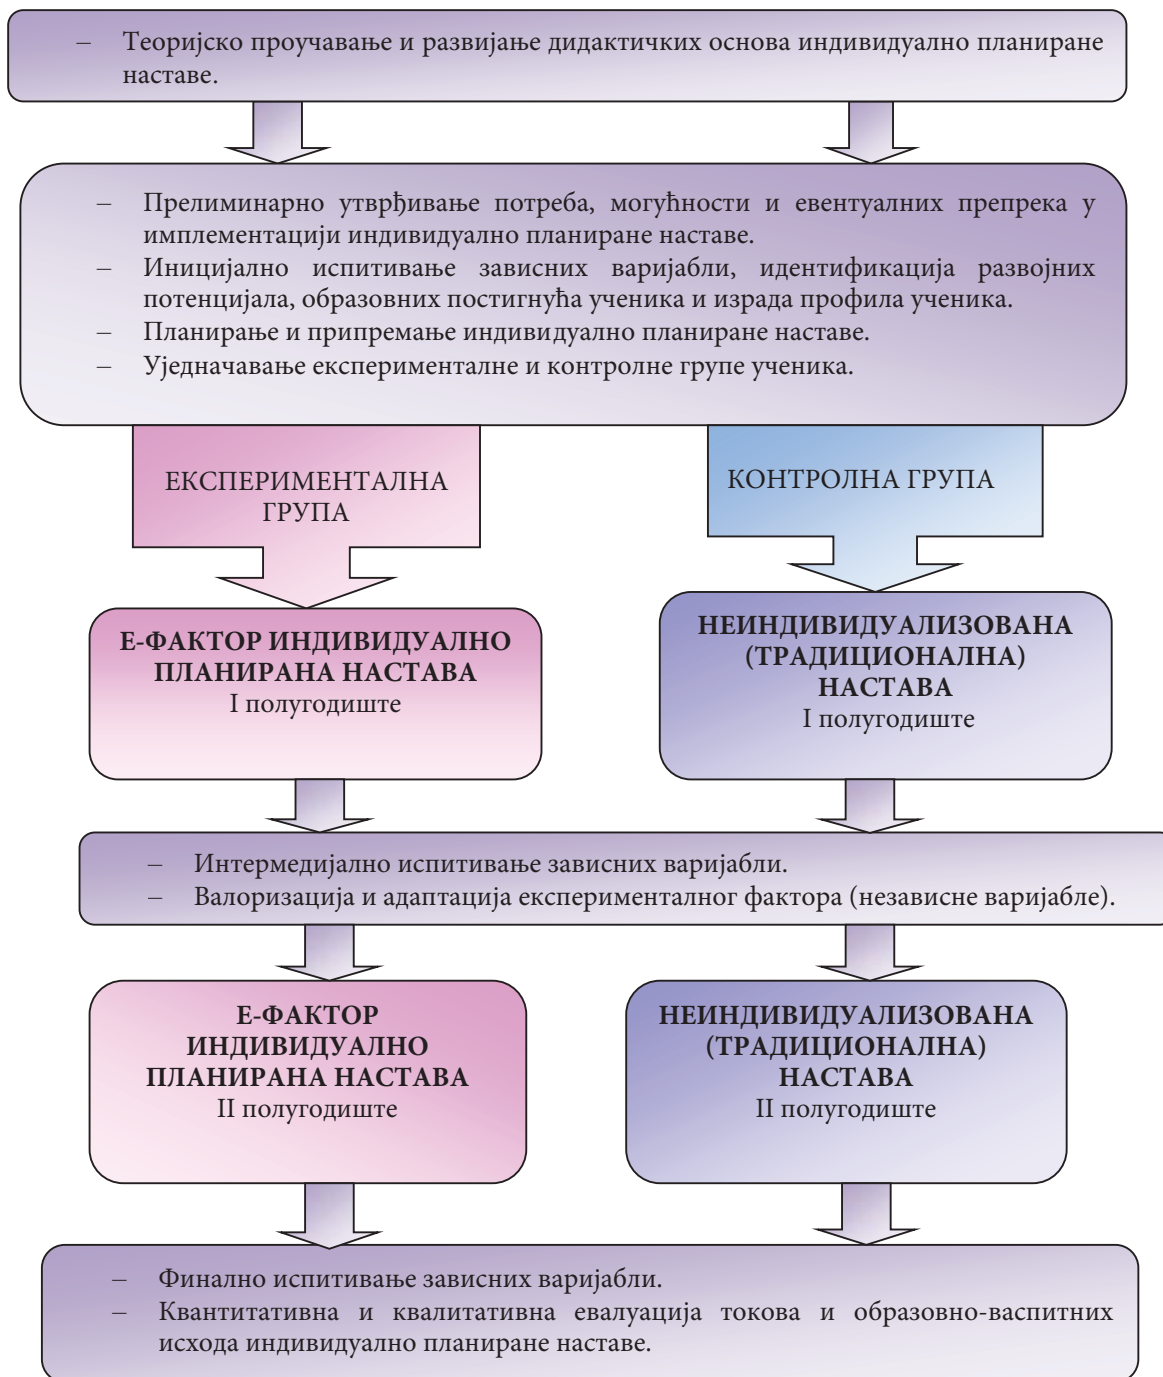 – Теоријско проучавање и развијање дидактичких основа индивидуално планиране
наставе.
– Прелиминарно утврђивање потреба, могућности и евентуалних препрека у
имплементацији индивидуално планиране наставе.
– Иницијално испитивање зависних варијабли, идентификација развојних
потенцијала, образовних постигнућа ученика и израда профила ученика.
– Планирање и припремање индивидуално планиране наставе.
– Уједначавање експерименталне и контролне групе ученика.
ЕКСПЕРИМЕНТАЛНА
ГРУПА
КОНТРОЛНА ГРУПА
Е-ФАКТОР ИНДИВИДУАЛНО
ПЛАНИРАНА НАСТАВА
I полугодиште
НЕИНДИВИДУАЛИЗОВАНА
(ТРАДИЦИОНАЛНА)
НАСТАВА
I полугодиште
– Интермедијално испитивање зависних варијабли.
– Валоризација и адаптација експерименталног фактора (независне варијабле).
Е-ФАКТОР
ИНДИВИДУАЛНО
ПЛАНИРАНА НАСТАВА
II полугодиште
НЕИНДИВИДУАЛИЗОВАНА
(ТРАДИЦИОНАЛНА)
НАСТАВА
II полугодиште
– Финално испитивање зависних варијабли.
– Квантитативна и квалитативна евалуација токова и образовно-васпитних
исхода индивидуално планиране наставе.